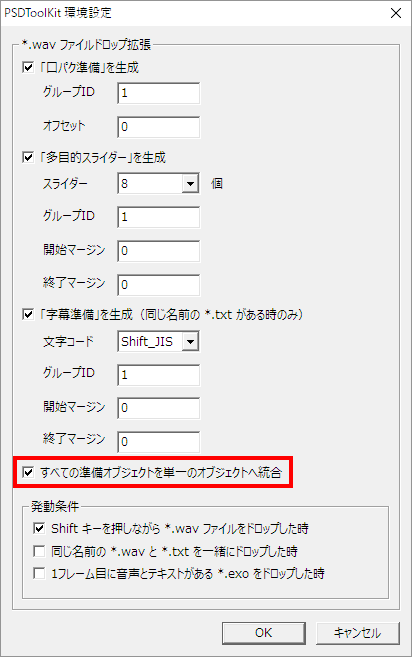 PSDToolKit 環境設定
*.wav ファイルドロップ拡張
「口パク準備」を生成
グループID 1
オフセット 0
「多目的スライダー」を生成
スライダー 8 個
グループID 1
開始マージン 0
終了マージン 0
「字幕準備」を生成（同じ名前の *.txt がある時のみ）
文字コード Shift_JIS
グループID 1
開始マージン 0
終了マージン 0
すべての準備オブジェクトを単一のオブジェクトへ統合
発動条件
Shift キーを押しながら *.wav ファイルをドロップした時
同じ名前の *.wav と *.txt を一緒にドロップした時
1フレーム目に音声とテキストがある *.exo をドロップした時
OK キャンセル